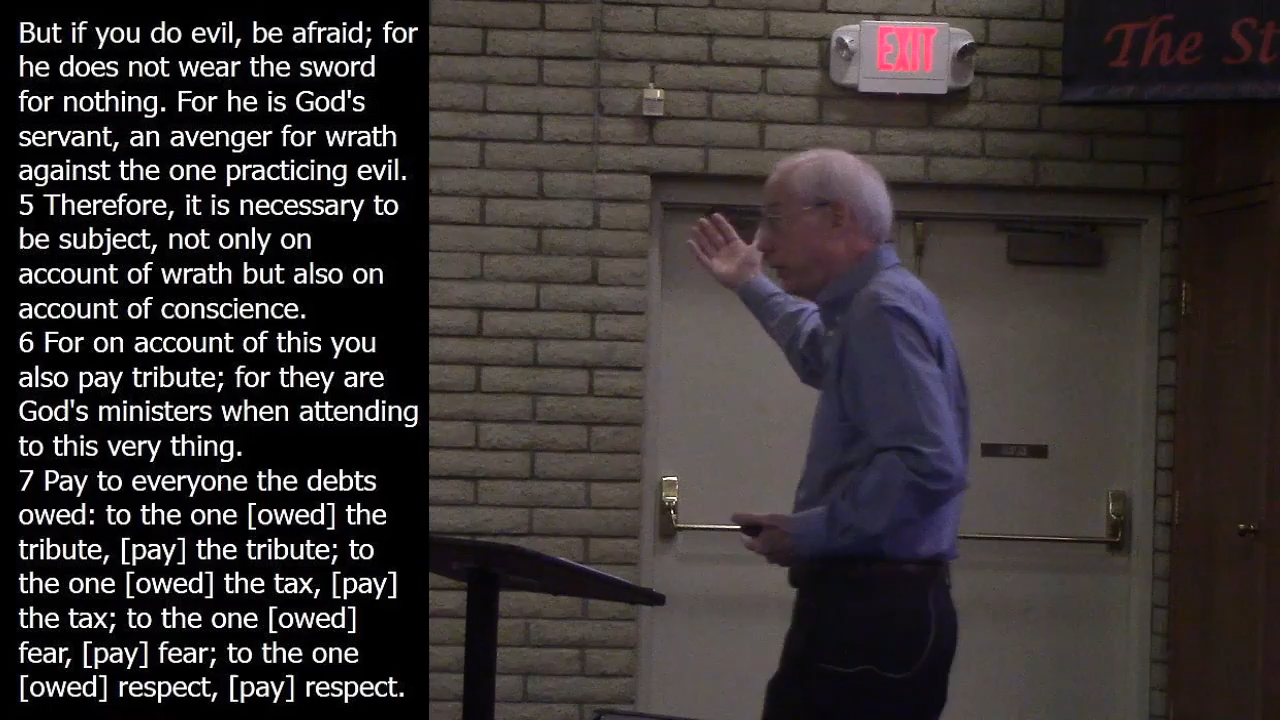 But if you do evil, be afraid; for
he does not wear the sword
for nothing. For he is God's
servant, an avenger for wrath
against the one practicing evil.
5 Therefore, it is necessary to
be subject, not only on
account of wrath but also on
account of conscience.
6 For on account of this you
also pay tribute; for they are
God's ministers when attending
to this very thing.
7 Pay to everyone the debts
owed: to the one [owed] the
tribute, [pay] the tribute; to
the one [owed] the tax, [pay]
the tax; to the one [owed]
fear, [pay] fear; to the one
[owed] respect, [pay] respect.
EXIT
The St